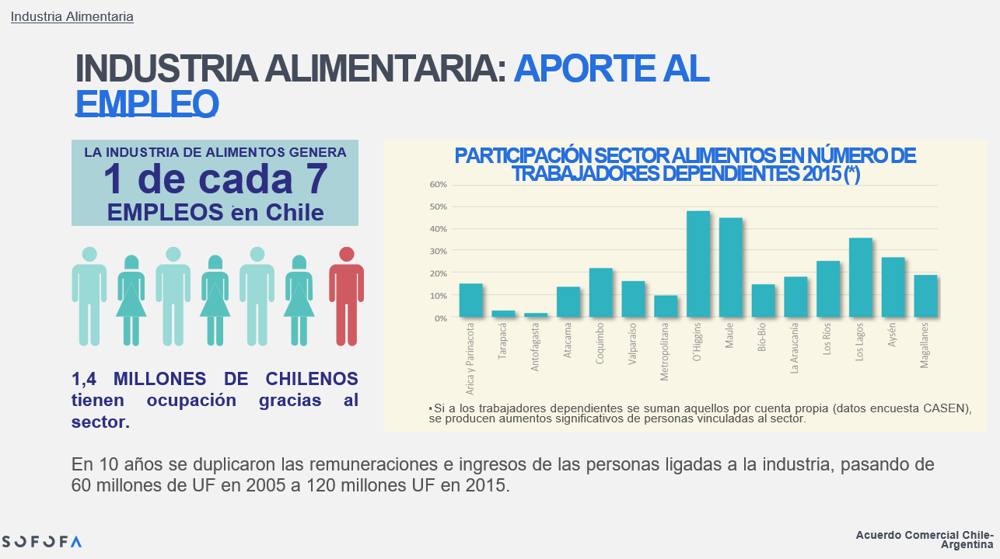 Industria Alimentaria
INDUSTRIA ALIMENTARIA: APORTE AL
EMPLEO
LA INDUSTRIA DE ALIMENTOS GENERA
1 de cada 7
EMPLEOS en Chile
1,4 MILLONES DE CHILENOS
tienen ocupación gracias al
sector.
PARTICIPACIÓN SECTOR ALIMENTOS EN NÚMERO DE
TRABAJADORES DEPENDIENTES 2015 (*)
60%
50%
40%
30%
20%
10%
0%
Arica y Parinacota
Tarapacá
Antofagasta
Atacama
Coquimbo
Valparaíso
Metropolitana
O´Higgins
Maule
Bío-Bío
La Araucanía
Los Ríos
Los Lagos
Aysén
Magallanes
* Si a los trabajadores dependientes se suman aquellos por cuenta propia (datos encuesta CASEN),
se producen aumentos significativos de personas vinculadas al sector.
En 10 años se duplicaron las remuneraciones e ingresos de las personas ligadas a la industria, pasando de
60 millones de UF en 2005 a 120 millones UF en 2015.
SOFOFA
Acuerdo Comercial Chile-
Argentina